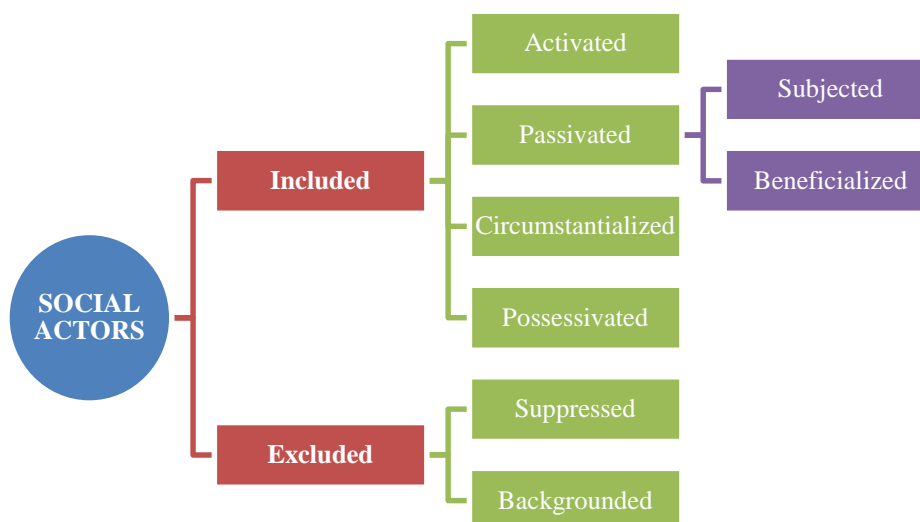 SOCIAL
ACTORS
Included
Activated
Passivated
Subjected
Beneficialized
Circumstantialized
Possessivated
Excluded
Suppressed
Backgrounded